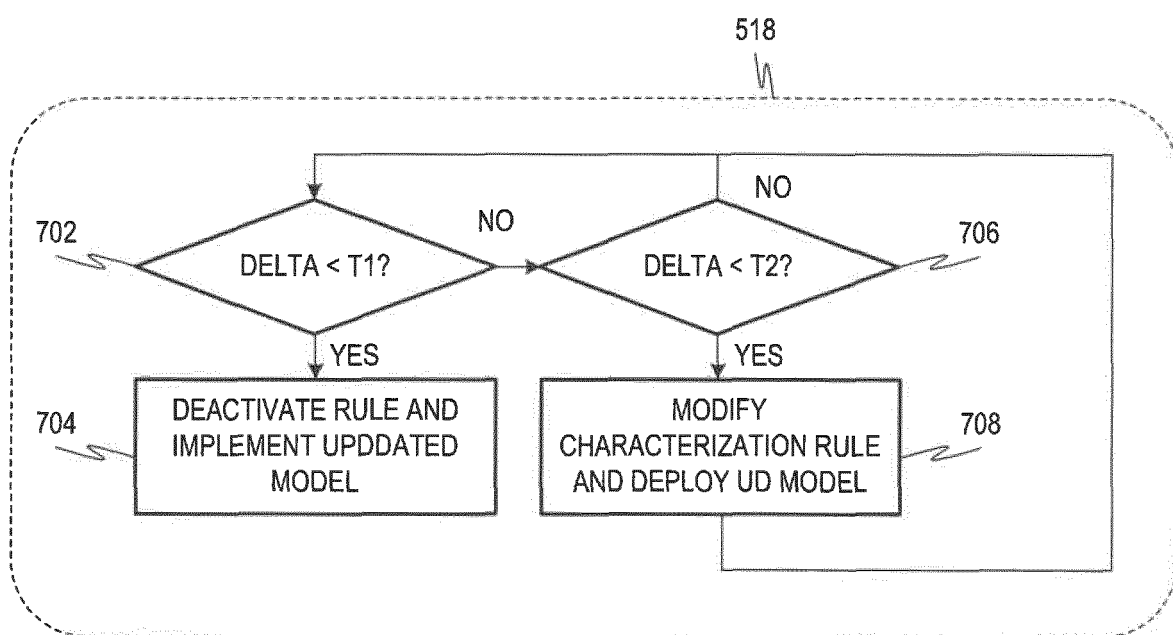 518
NO
702
NO
706
DELTA < T1?
DELTA < T2?
YES
YES
704
DEACTIVATE RULE AND
IMPLEMENT UPDDATED
MODEL
MODIFY
CHARACTERIZATION RULE
AND DEPLOY UD MODEL
708